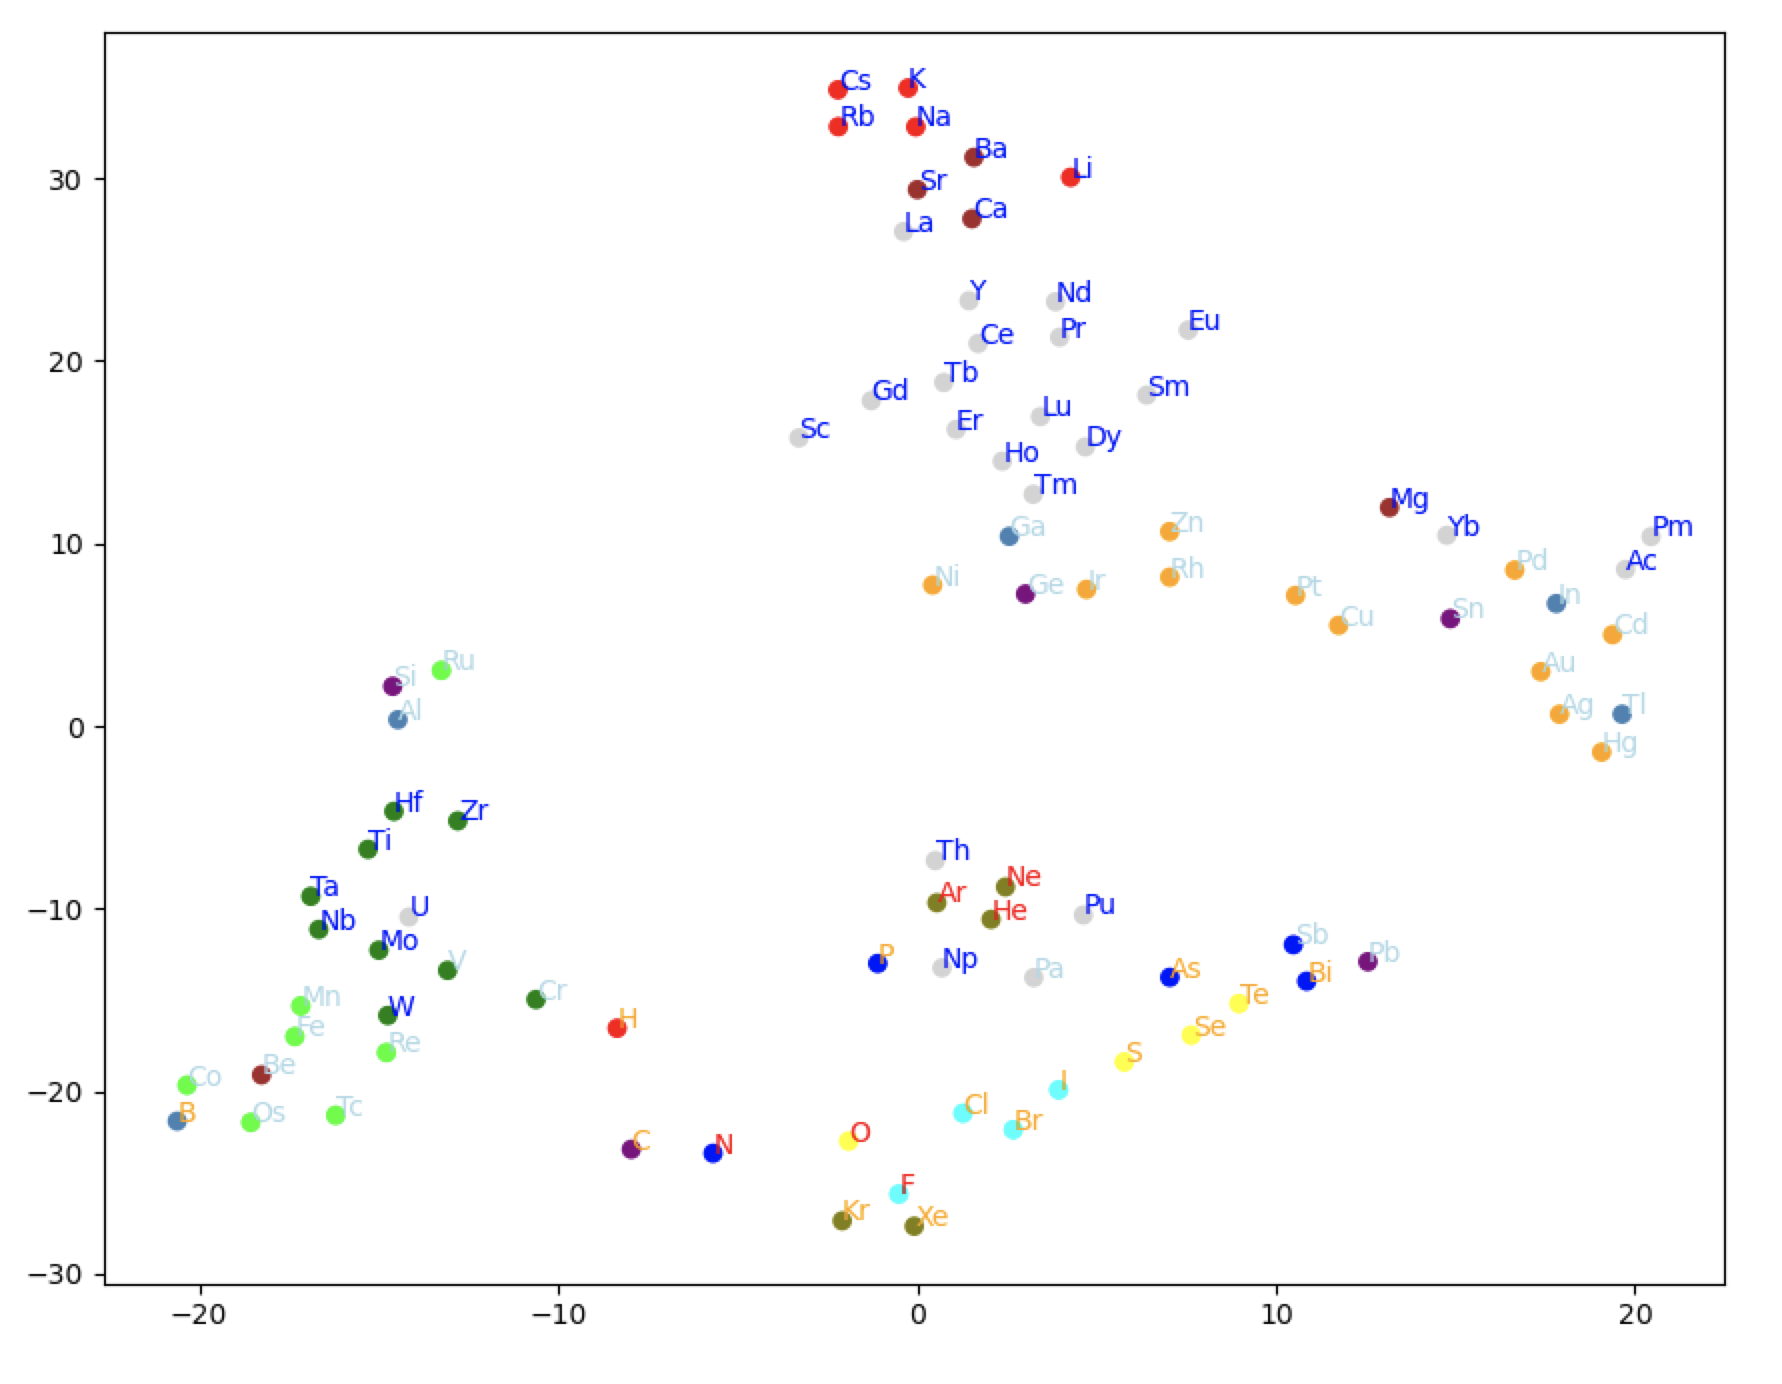 Cs
K
Rb
Na
Ba
Li
Sr
Ca
La
Y
Nd
Eu
Ce
Pr
Tb
Sm
Gd
Lu
Er
Sc
Dy
Ho
Tm
Mg
Ga
Zn
Yb
Pm
Pd
Ac
Ni
Ge
Ir
Rh
Pt
In
Cu
Sn
Cd
Si
Ru
Au
Al
Ag
Tl
Hg
Hf
Zr
Ti
Th
Ta
Ne
Ar
U
He
Pu
Nb
Mo
Sb
P
Pb
V
Np
Pa
As
Bi
Mn
Cr
Te
W
H
Fe
Se
Re
S
Be
Co
I
B
Os
Tc
Cl
Br
C
N
O
F
Kr
Xe
30
20
10
0
−10
−20
−30
−20
−10
0
10
20